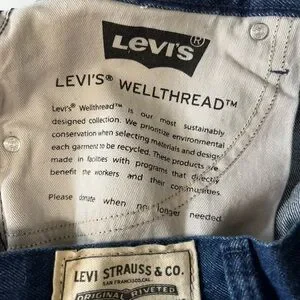 Levi's®
LEVI'S® WELLTHREAD™
Levi's® Wellthread™ is our most sustainably
designed collection. We prioritize environmental
conservation when selecting materials and design
each garment to be recycled. These products are
made in facilities with programs that directly
benefit the workers and their communities.
Please donate when no longer needed.
LEVI STRAUSS & CO.
SAN FRANCISCO, CAL.
ORIGINAL RIVETED